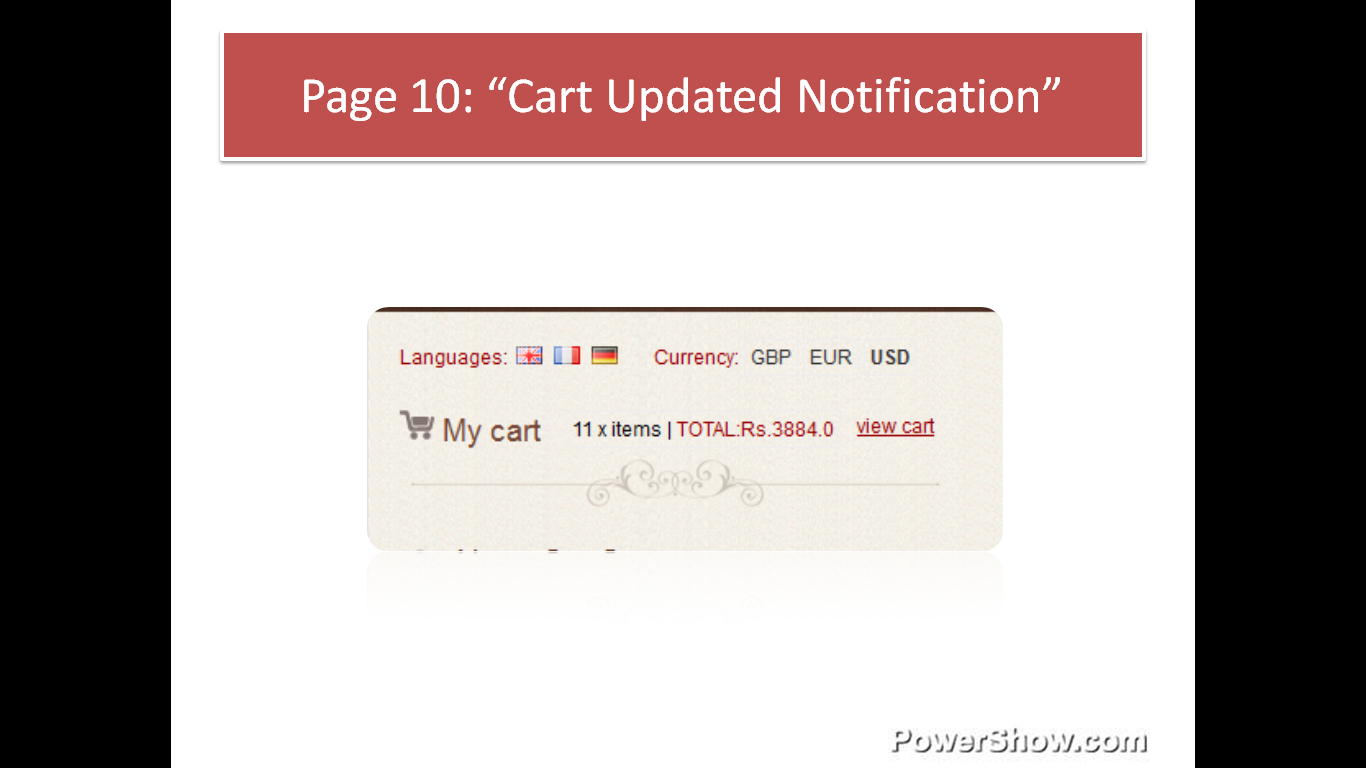 Page 10: “Cart Updated Notification”
Languages: Currency: GBP EUR USD
My cart 11 x items | TOTAL:Rs.3884.0 view cart
PowerShow.com